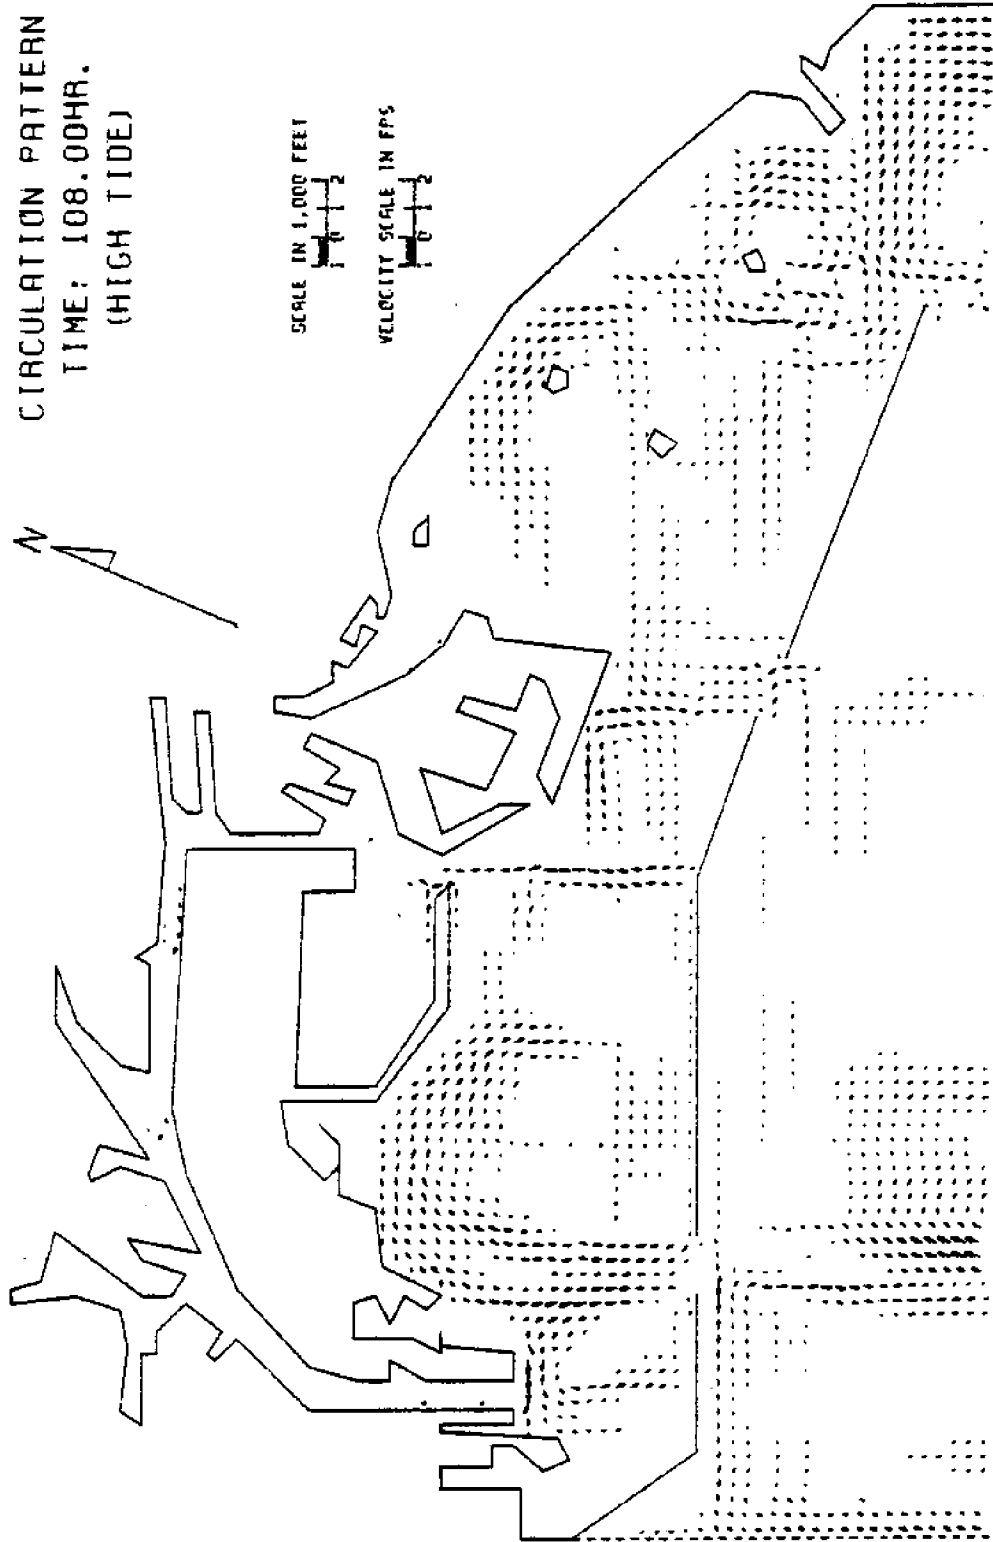 CIRCULATION PATTERN
TIME: 108.00HR.
(HIGH TIDE)
SCALE IN 1,000 FEET
1 0 1 2
VELOCITY SCALE IN FPS
1 0 1 2
N